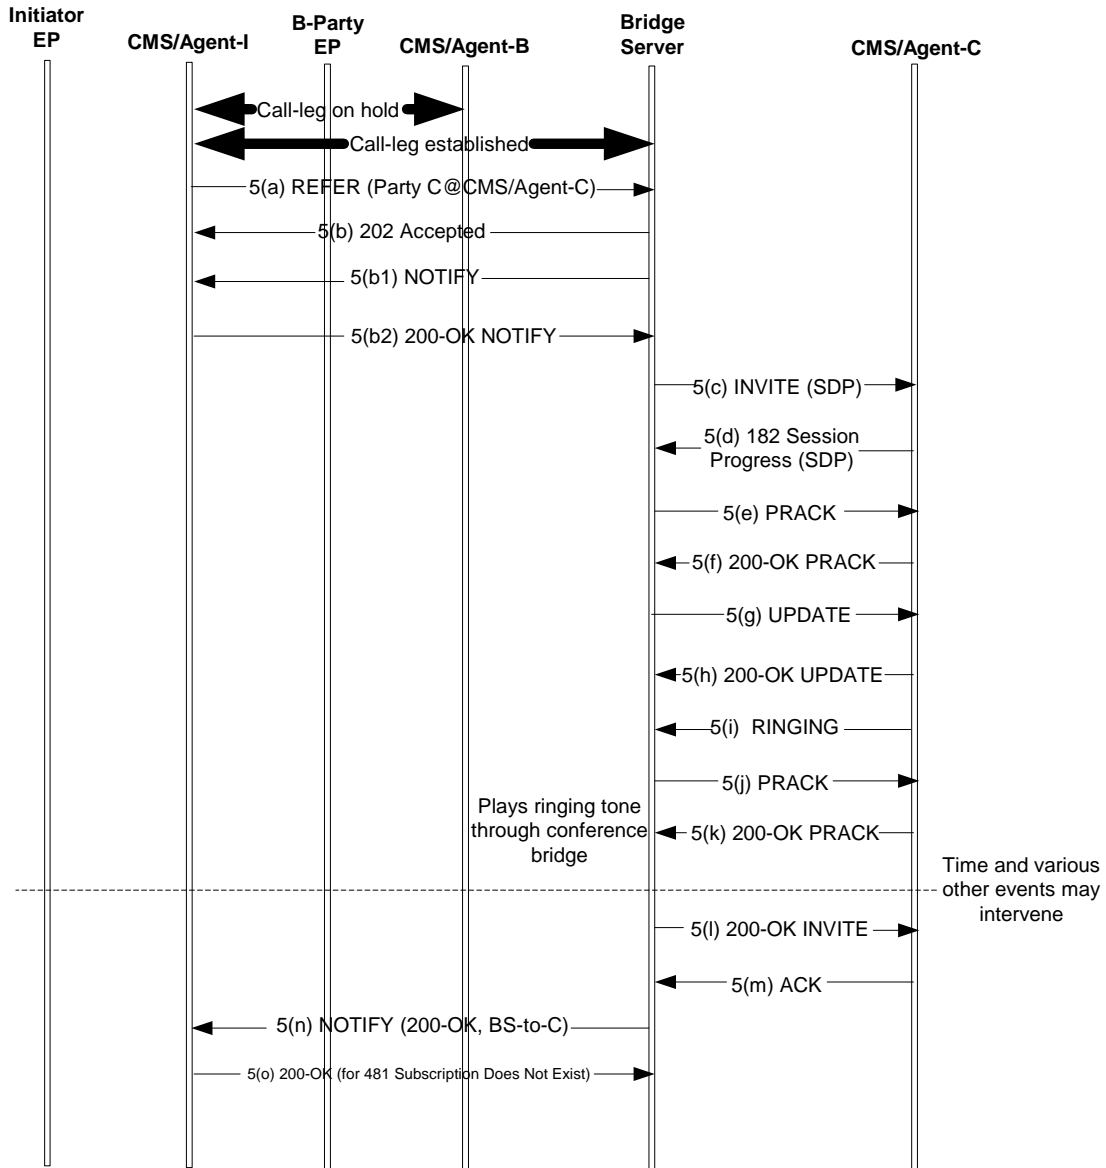 Initiator
EP
CMS/Agent-I
B-Party
EP
CMS/Agent-B
Bridge
Server
CMS/Agent-C
Call-leg on hold
Call-leg established
5(a) REFER (Party C@CMS/Agent-C)
5(b) 202 Accepted
5(b1) NOTIFY
5(b2) 200-OK NOTIFY
5(c) INVITE (SDP)
5(d) 182 Session
Progress (SDP)
5(e) PRACK
5(f) 200-OK PRACK
5(g) UPDATE
5(h) 200-OK UPDATE
5(i) RINGING
5(j) PRACK
Plays ringing tone
through conference
bridge
5(k) 200-OK PRACK
Time and various
other events may
intervene
5(l) 200-OK INVITE
5(m) ACK
5(n) NOTIFY (200-OK, BS-to-C)
5(o) 200-OK (for 481 Subscription Does Not Exist)